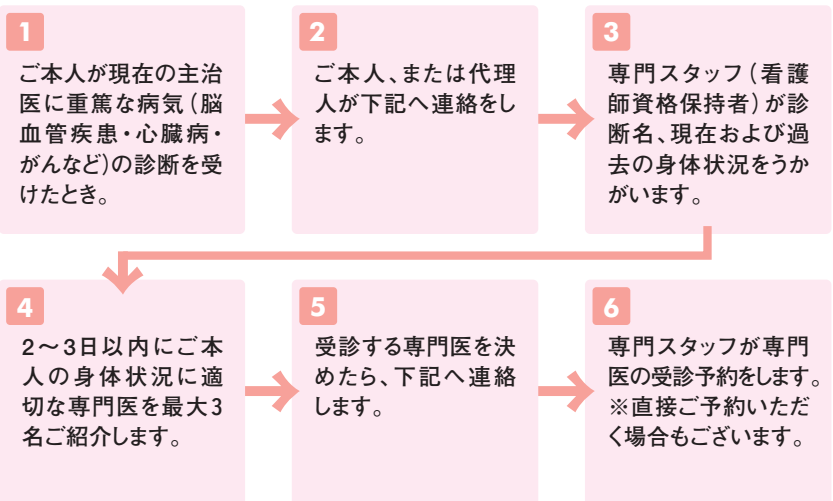 1
ご本人が現在の主治
医に重篤な病気（脳
血管疾患・心臓病・
がんなど）の診断を受
けたとき。
2
ご本人、または代理
人が下記へ連絡をし
ます。
3
専門スタッフ（看護
師資格保持者）が診
断名、現在および過
去の身体状況をうか
がいます。
4
2〜3日以内にご本
人の身体状況に適
切な専門医を最大3
名ご紹介します。
5
受診する専門医を決
めたら、下記へ連絡
します。
6
専門スタッフが専門
医の受診予約をします。
※直接ご予約いただ
く場合もございます。